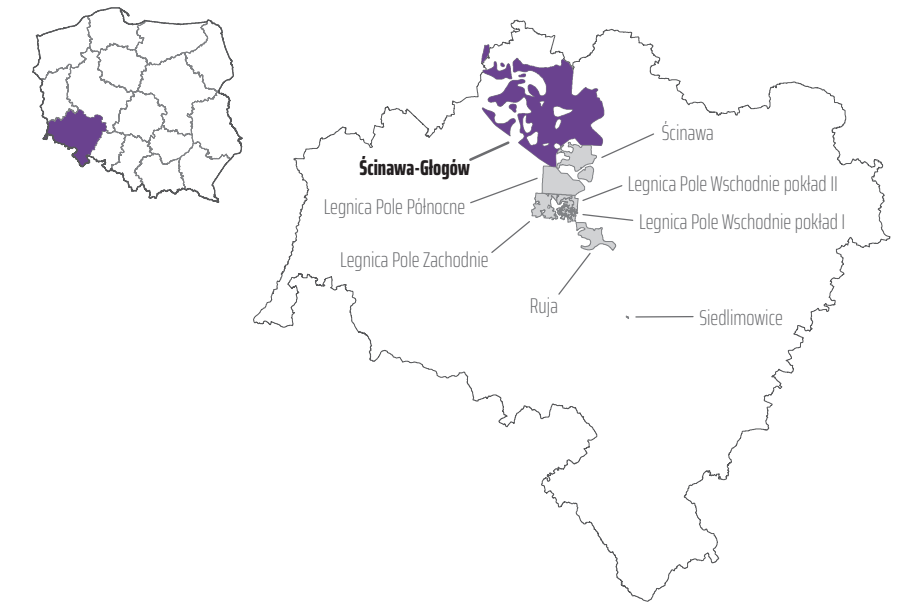 Ścinawa
Ścinawa-Głogów
Legnica Pole Wschodnie pokład II
Legnica Pole Północne
Legnica Pole Wschodnie pokład I
Legnica Pole Zachodnie
Ruja
Siedlimowice